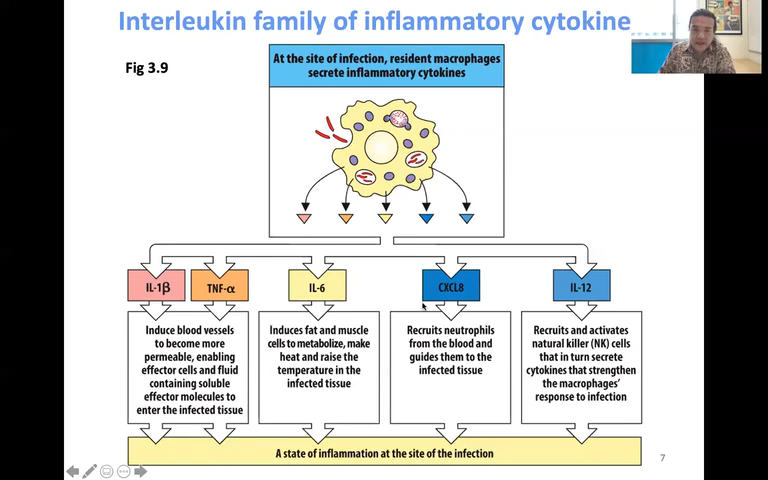 Interleukin family of inflammatory cytokine
Fig 3.9
At the site of infection, resident macrophages
secrete inflammatory cytokines
IL-1β
TNF-α
IL-6
CXCL8
IL-12
Induce blood vessels
to become more
permeable, enabling
effector cells and fluid
containing soluble
effector molecules to
enter the infected tissue
Induces fat and muscle
cells to metabolize, make
heat and raise the
temperature in the
infected tissue
Recruits neutrophils
from the blood and
guides them to the
infected tissue
Recruits and activates
natural killer (NK) cells
that in turn secrete
cytokines that strengthen
the macrophages'
response to infection
A state of inflammation at the site of the infection
7